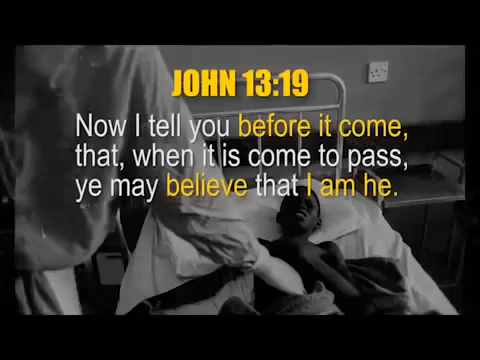 JOHN 13:19
Now I tell you before it come,
that, when it is come to pass,
ye may believe that I am he.